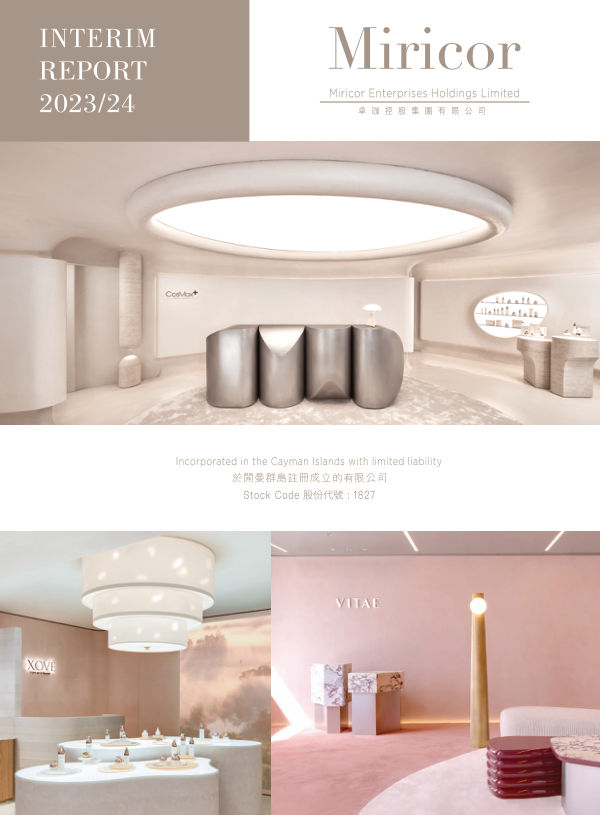 INTERIM
REPORT
2023/24
Miricor
Miricor Enterprises Holdings Limited
卓珈控股集團有限公司
CosMax+
Incorporated in the Cayman Islands with limited liability
於開曼群島註冊成立的有限公司
Stock Code 股份代號 : 1827
XOVĒ
VITAE